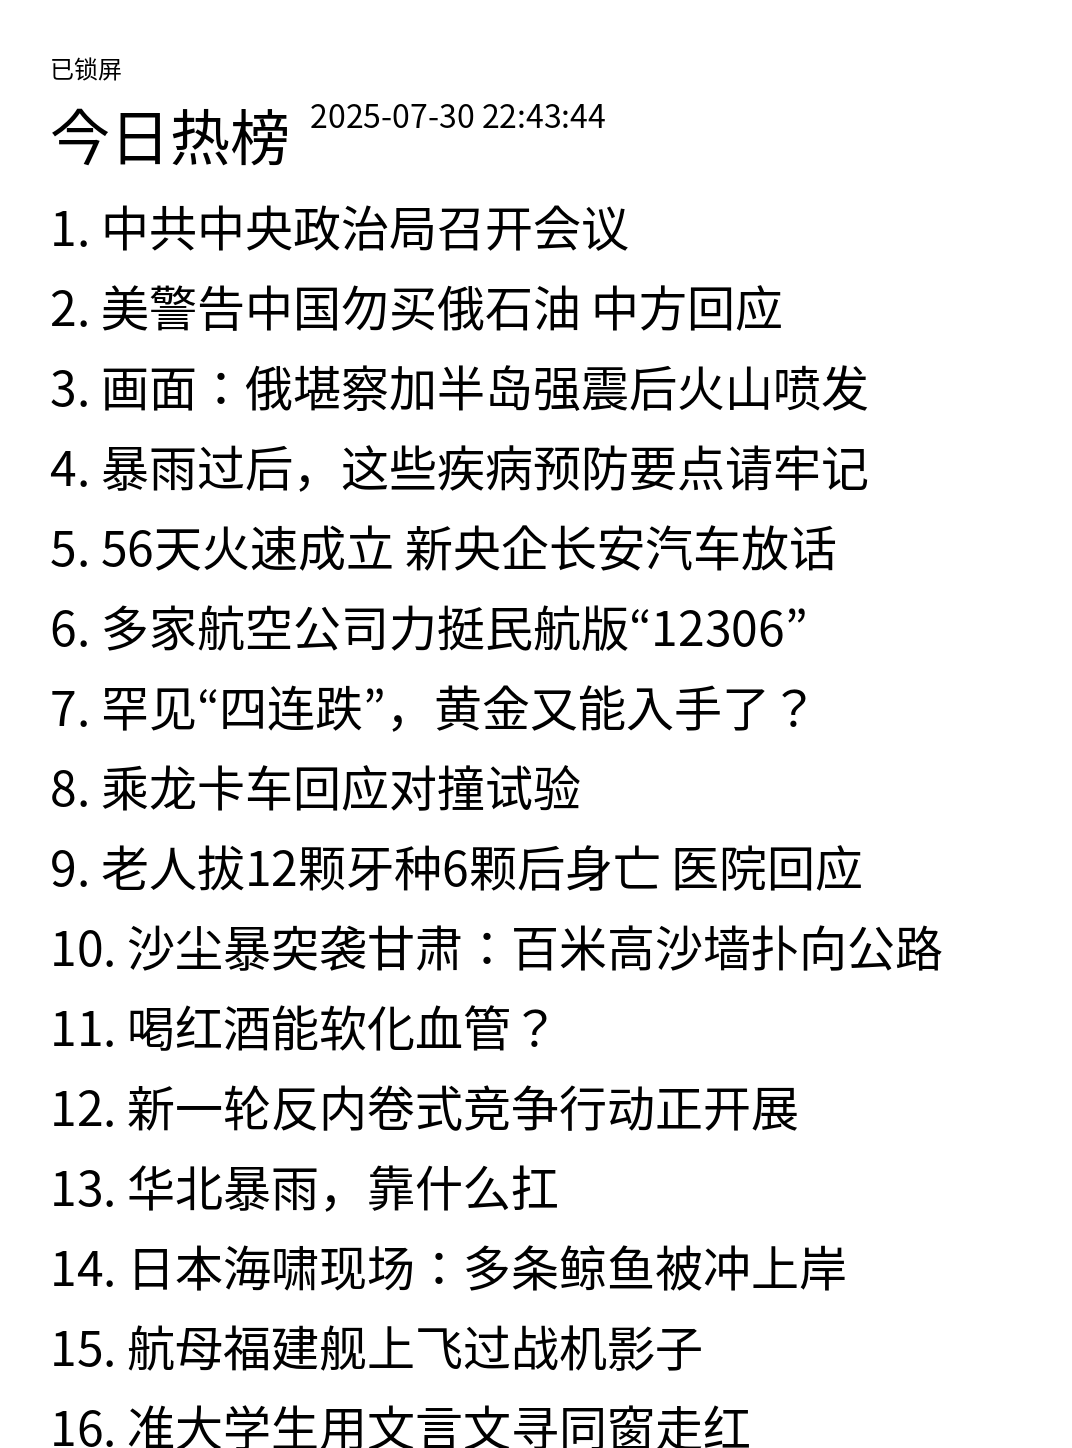 已锁屏
今日热榜 2025-07-30 22:43:44
1. 中共中央政治局召开会议
2. 美警告中国勿买俄石油 中方回应
3. 画面：俄堪察加半岛强震后火山喷发
4. 暴雨过后，这些疾病预防要点请牢记
5. 56天火速成立 新央企长安汽车放话
6. 多家航空公司力挺民航版“12306”
7. 罕见“四连跌”，黄金又能入手了？
8. 乘龙卡车回应对撞试验
9. 老人拔12颗牙种6颗后身亡 医院回应
10. 沙尘暴突袭甘肃：百米高沙墙扑向公路
11. 喝红酒能软化血管？
12. 新一轮反内卷式竞争行动正开展
13. 华北暴雨，靠什么扛
14. 日本海啸现场：多条鲸鱼被冲上岸
15. 航母福建舰上飞过战机影子
16. 准大学生用文言文寻同窗走红